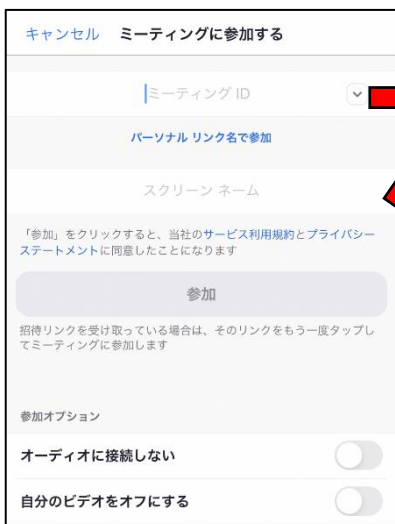 キャンセル ミーティングに参加する
ミーティング ID
パーソナル リンク名で参加
スクリーン ネーム
「参加」をクリックすると、当社のサービス利用規約とプライバシー
ステートメントに同意したことになります
参加
招待リンクを受け取っている場合は、そのリンクをもう一度タップし
てミーティングに参加します
参加オプション
オーディオに接続しない
自分のビデオをオフにする